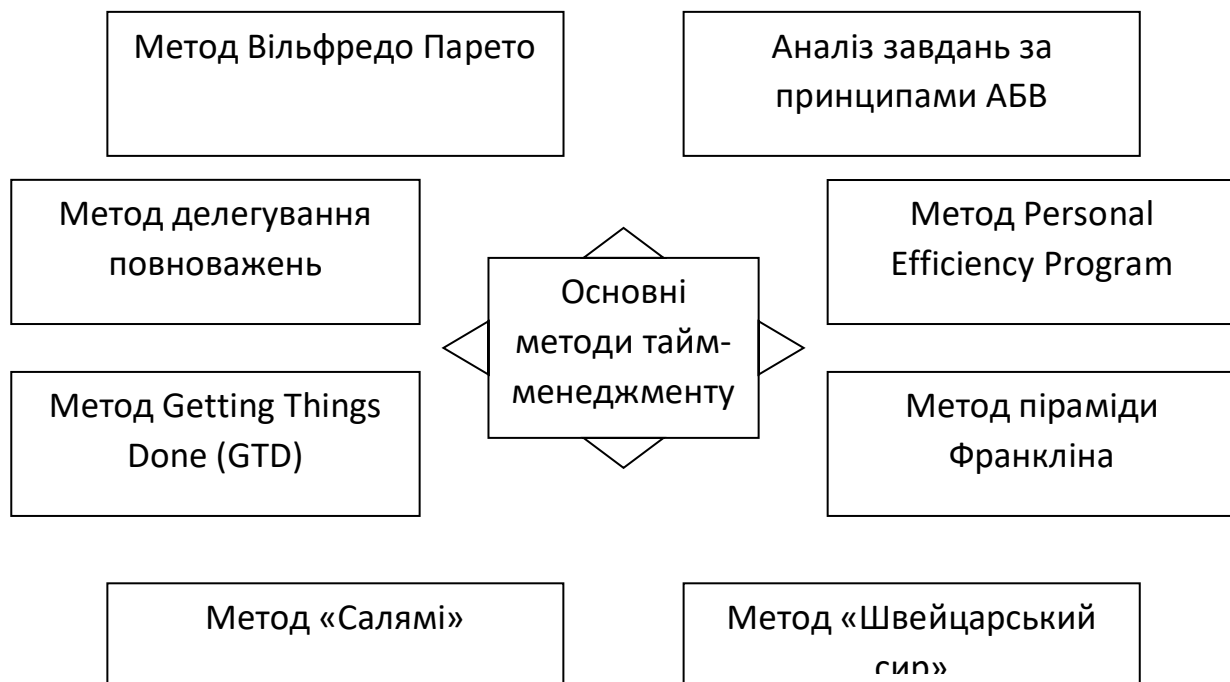 Метод Вільфредо Парето
Аналіз завдань за
принципами АБВ
Метод делегування
повноважень
Метод Personal
Efficiency Program
Основні
методи тайм-
менеджменту
Метод Getting Things
Done (GTD)
Метод піраміди
Франкліна
Метод «Салямі»
Метод «Швейцарський
сир»